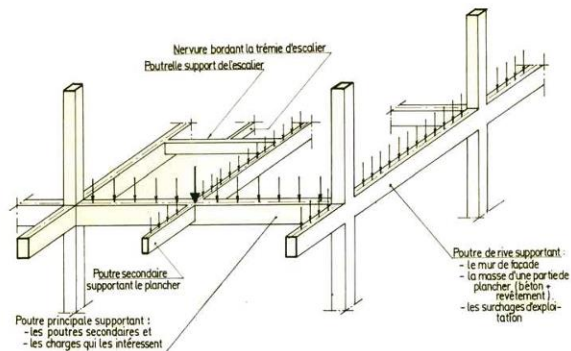 Nervure bordant la trémie d'escalier
Poutrelle support de l'escalier
Poutre secondaire
supportant le plancher
Poutre principale supportant :
- les poutres secondaires et
- les charges qui les intéressent
Poutre de rive supportant :
- le mur de façade
- la masse d'une partie de
plancher (béton +
revêtement)
- les surchages d'exploi-
tation